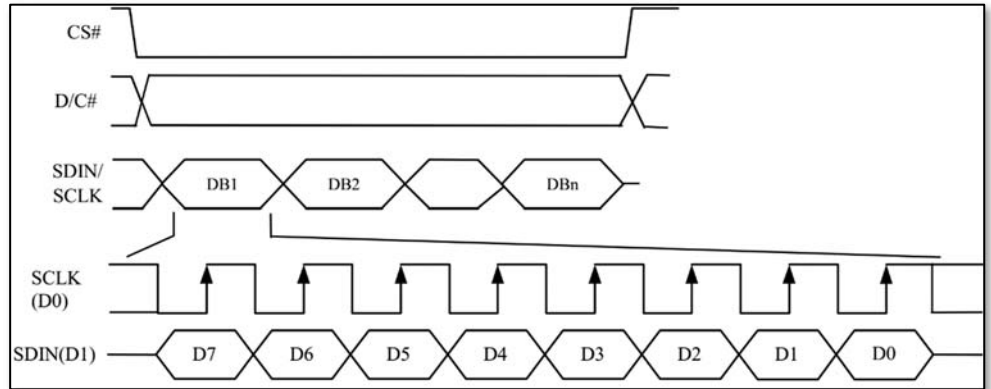 CS#
D/C#
SDIN/
SCLK
DB1 DB2 DBn
SCLK
(D0)
SDIN(D1) D7 D6 D5 D4 D3 D2 D1 D0